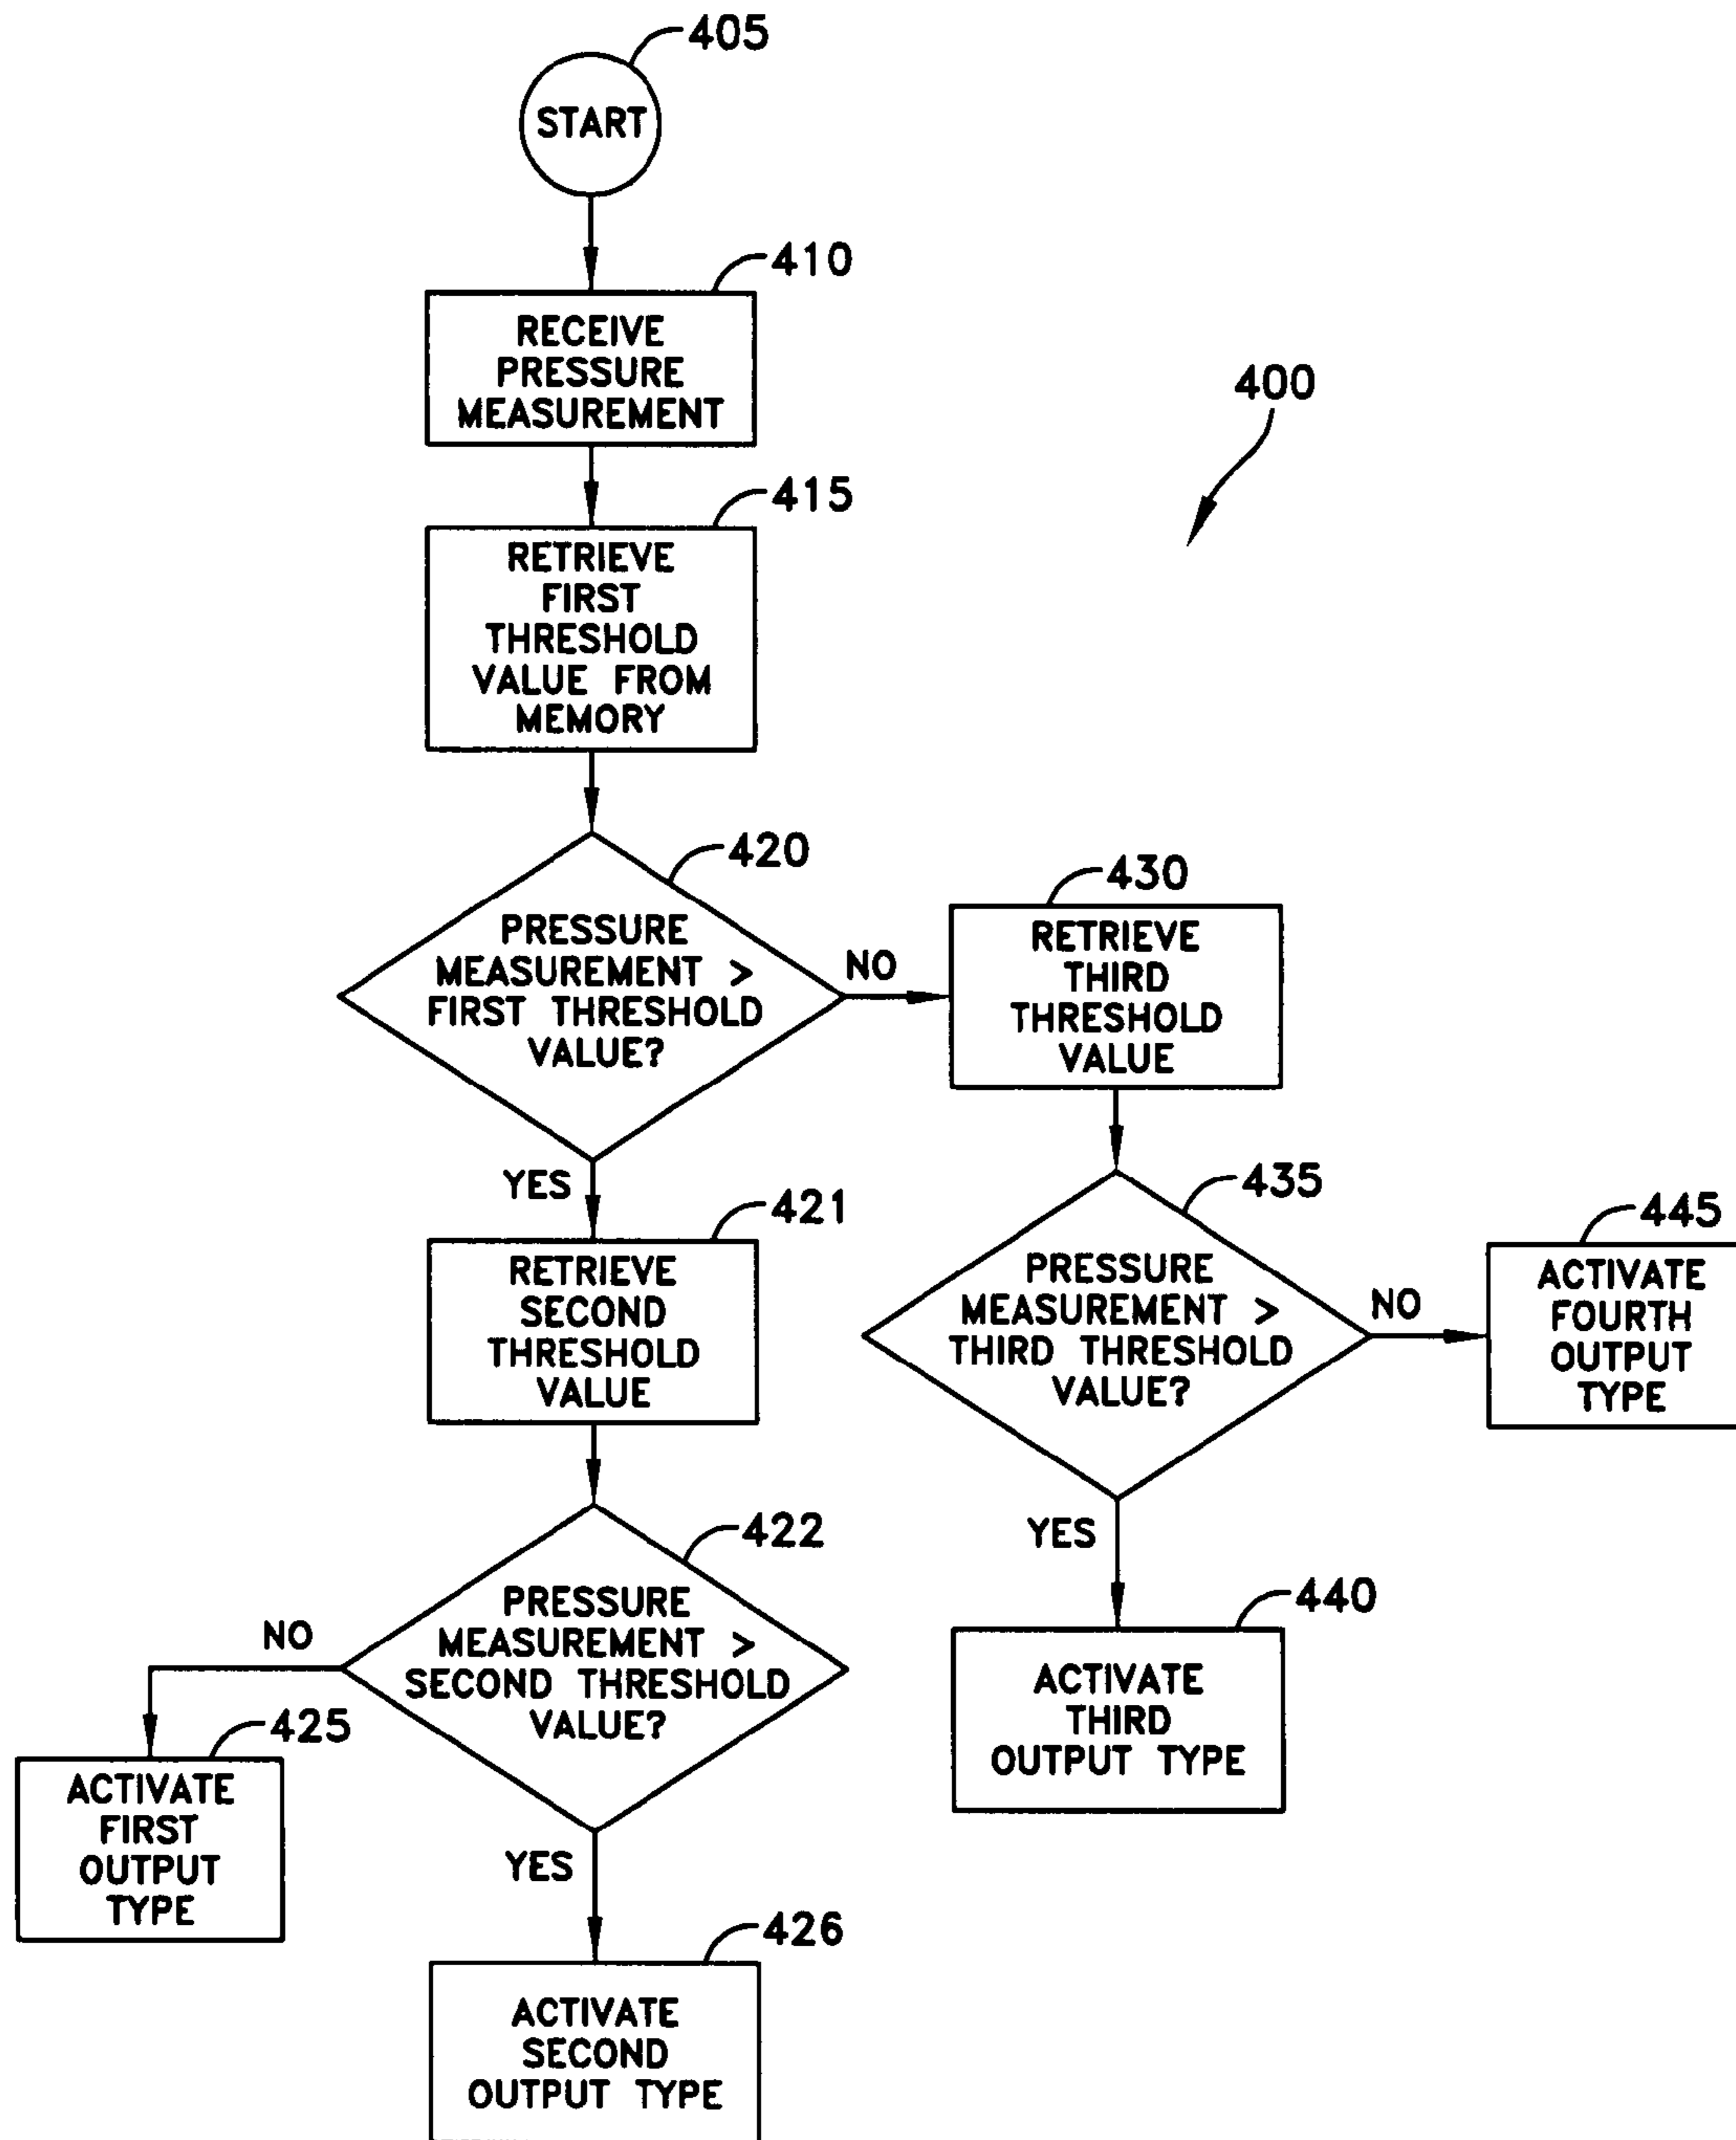 405
START
410
RECEIVE
PRESSURE
MEASUREMENT
400
415
RETRIEVE
FIRST
THRESHOLD
VALUE FROM
MEMORY
420
PRESSURE
MEASUREMENT >
FIRST THRESHOLD
VALUE?
NO
430
RETRIEVE
THIRD
THRESHOLD
VALUE
YES
421
RETRIEVE
SECOND
THRESHOLD
VALUE
435
PRESSURE
MEASUREMENT >
THIRD THRESHOLD
VALUE?
NO
445
ACTIVATE
FOURTH
OUTPUT
TYPE
YES
440
ACTIVATE
THIRD
OUTPUT TYPE
422
PRESSURE
MEASUREMENT >
SECOND THRESHOLD
VALUE?
NO
425
ACTIVATE
FIRST
OUTPUT
TYPE
YES
426
ACTIVATE
SECOND
OUTPUT TYPE